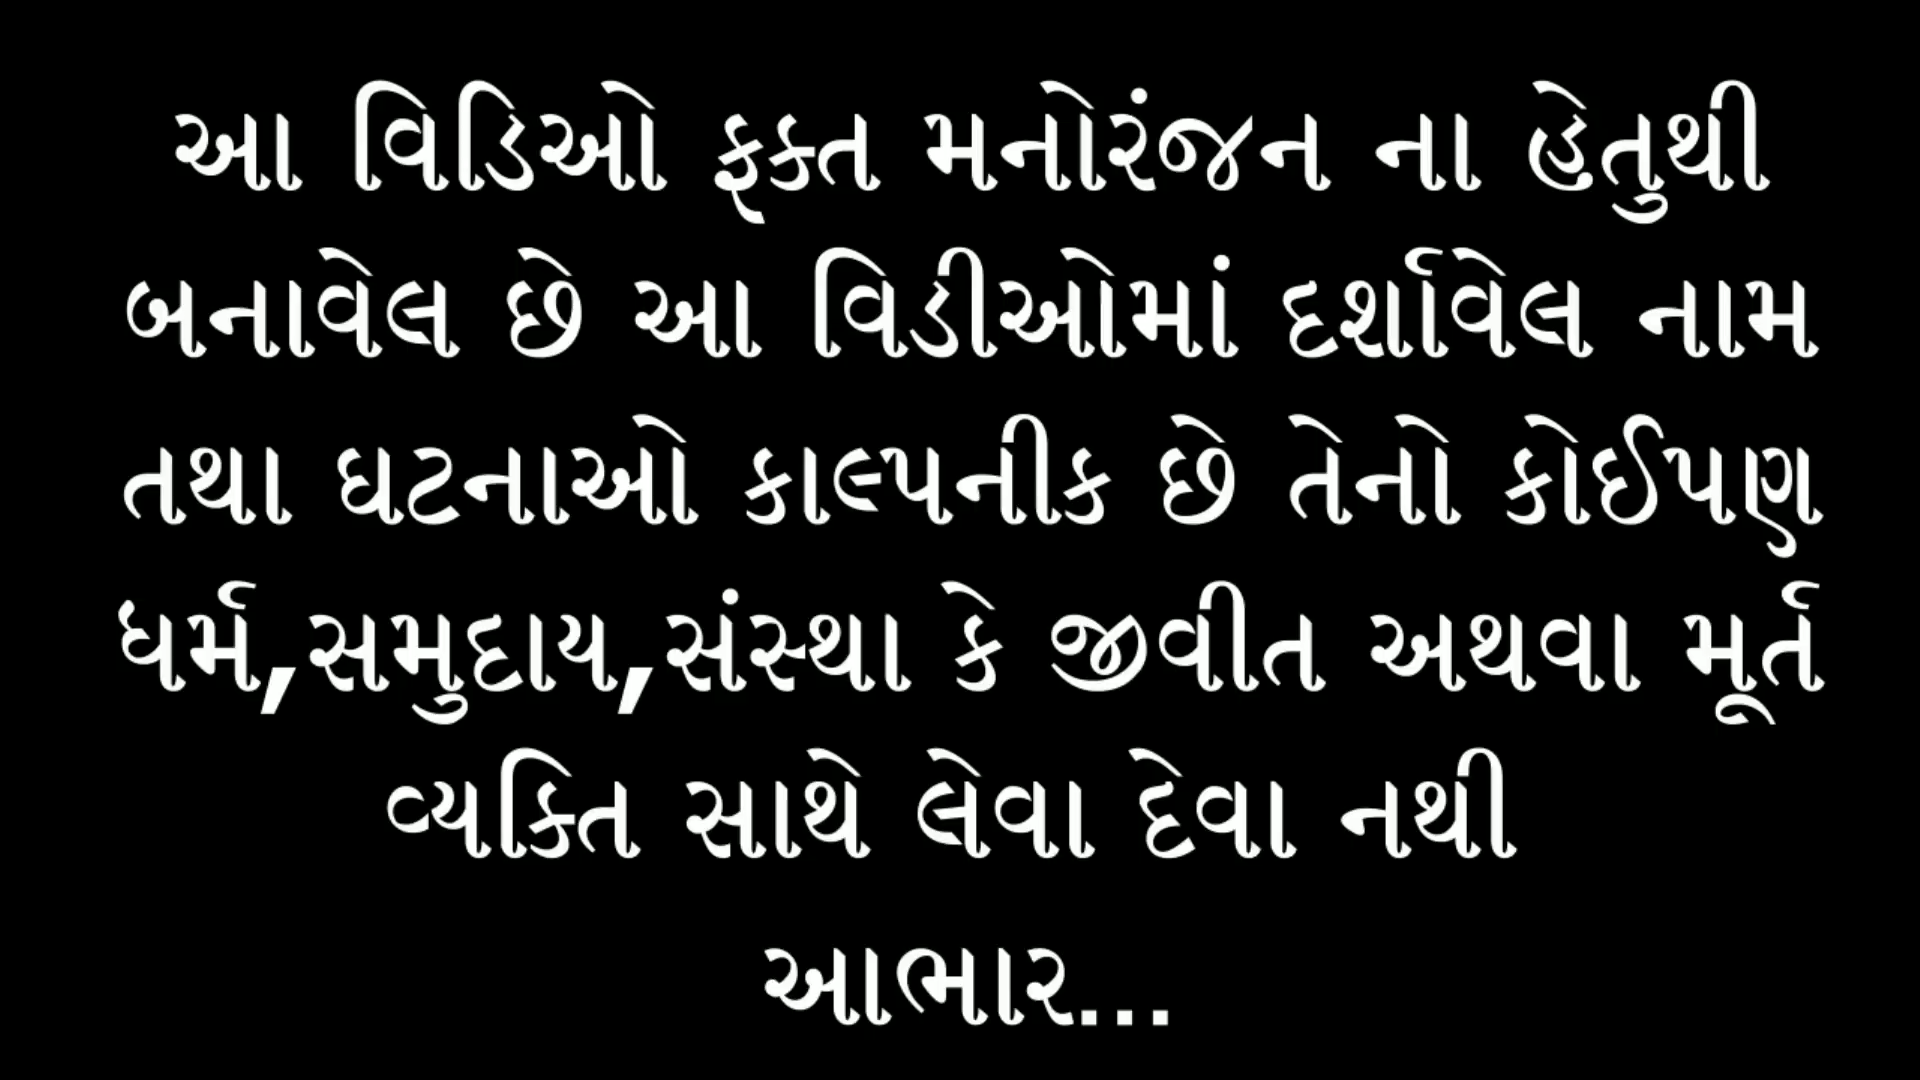 આ વિડિઓ ફક્ત મનોરંજન ના હેતુથી
બનાવેલ છે આ વિડીઓમાં દર્શાવેલ નામ
તથા ઘટનાઓ કાલ્પનીક છે તેનો કોઈપણ
ધર્મ,સમુદાય,સંસ્થા કે જીવીત અથવા મૂર્ત
વ્યક્તિ સાથે લેવા દેવા નથી
આભાર...